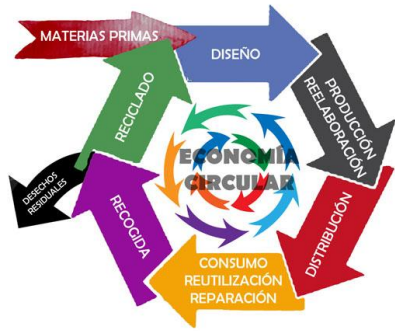 MATERIAS PRIMAS
DISEÑO
PRODUCCIÓN
REELABORACIÓN
DISTRIBUCIÓN
CONSUMO
REUTILIZACIÓN
REPARACIÓN
RECOGIDA
DESECHOS
RESIDUALES
RECICLADO
ECONOMÍA
CIRCULAR